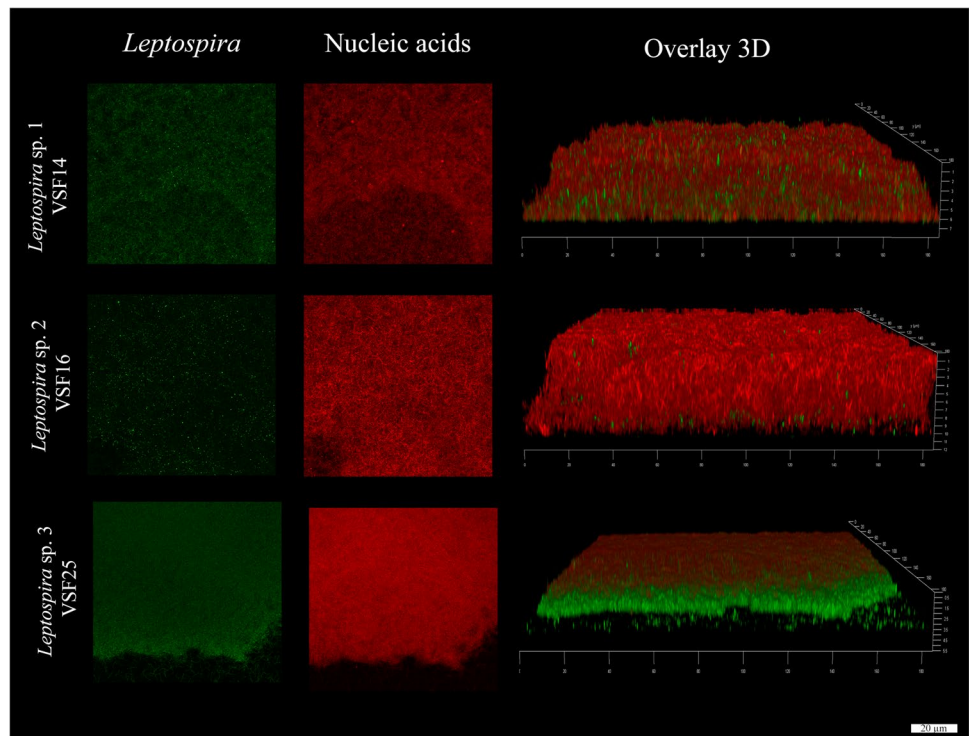 Leptospira
Nucleic acids
Overlay 3D
Leptospira sp. 1
VSF14
Leptospira sp. 2
VSF16
Leptospira sp. 3
VSF25
20 µm